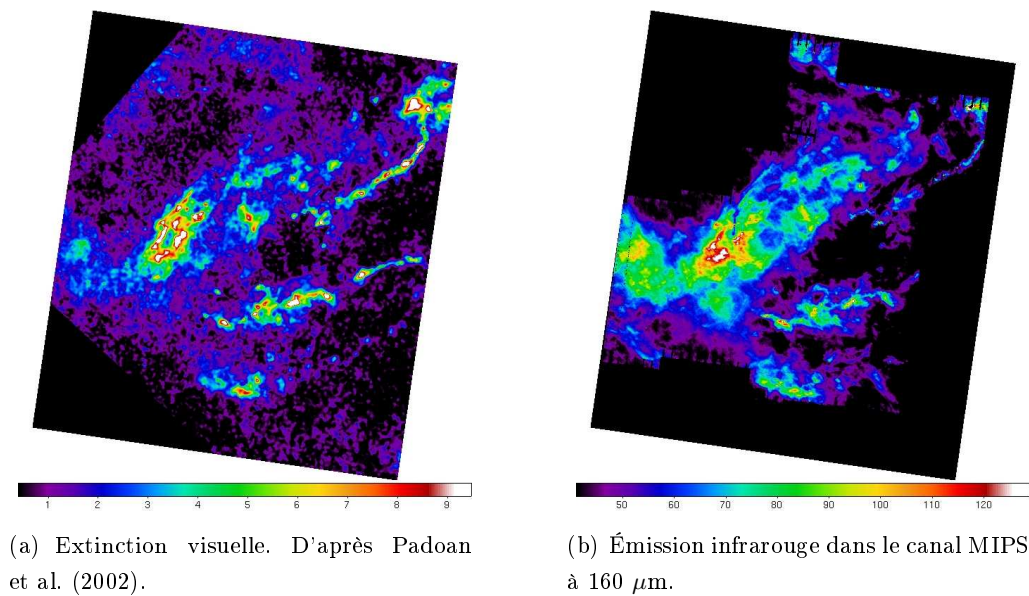 1 2 3 4 5 6 7 8 9
50 60 70 80 90 100 110 120
(a) Extinction visuelle. D'après Padoan
et al. (2002).
(b) Émission infrarouge dans le canal MIPS
à 160 μm.